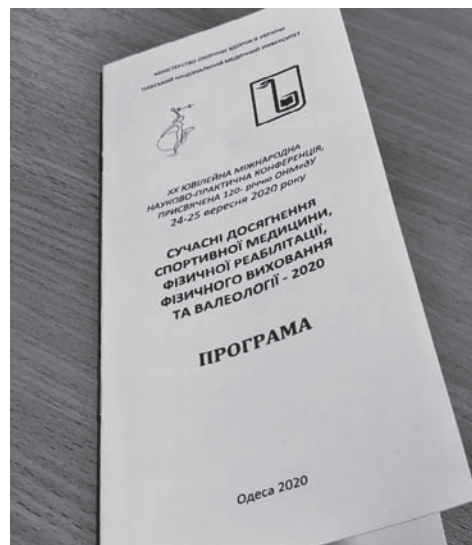 МІНІСТЕРСТВО ОХОРОНИ ЗДОРОВ'Я УКРАЇНИ
ОДЕСЬКИЙ НАЦІОНАЛЬНИЙ МЕДИЧНИЙ УНІВЕРСИТЕТ
ХХ ЮВІЛЕЙНА МІЖНАРОДНА
НАУКОВО-ПРАКТИЧНА КОНФЕРЕНЦІЯ,
ПРИСВЯЧЕНА 120- річчю ОНМедУ
24-25 вересня 2020 року
СУЧАСНІ ДОСЯГНЕННЯ
СПОРТИВНОЇ МЕДИЦИНИ,
ФІЗИЧНОЇ РЕАБІЛІТАЦІЇ,
ФІЗИЧНОГО ВИХОВАННЯ
ТА ВАЛЕОЛОГІЇ - 2020
ПРОГРАМА
Одеса 2020